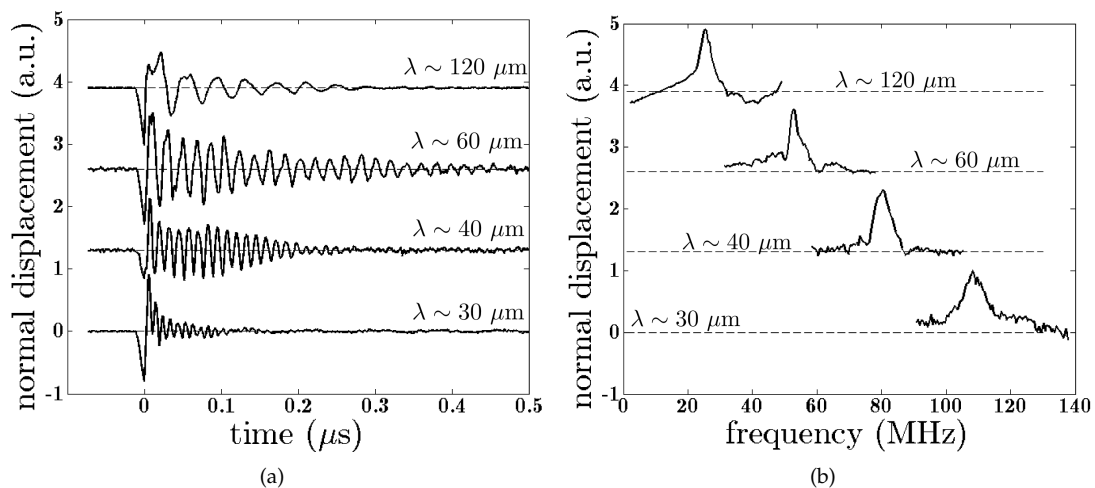 5
4
3
2
1
0
-1
normal displacement (a.u.)
λ ∼ 120 μm
λ ∼ 60 μm
λ ∼ 40 μm
λ ∼ 30 μm
0 0.1 0.2 0.3 0.4 0.5
time (μs)
(a)
5
4
3
2
1
0
-1
normal displacement (a.u.)
λ ∼ 120 μm
λ ∼ 60 μm
λ ∼ 40 μm
λ ∼ 30 μm
0 20 40 60 80 100 120 140
frequency (MHz)
(b)